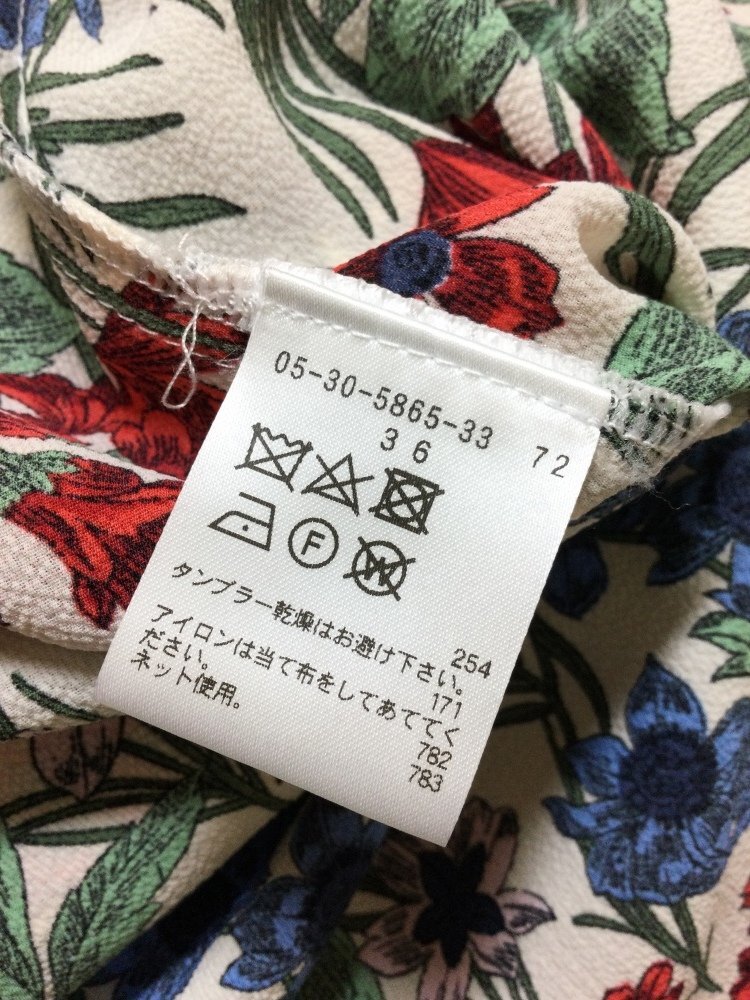 05-30-5865-33
36 72
F
W
タンブラー乾燥はお避け下さい。 254
アイロンは当て布をしてあててく
ださい。 171
ネット使用。 782
783